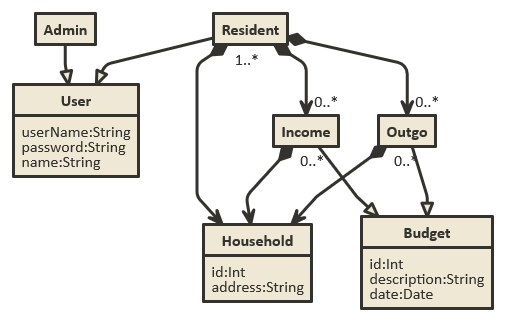 Admin
Resident
1..*
User
userName:String
password:String
name:String
0..*
0..*
Income
Outgo
0..*
0..*
Household
id:Int
address:String
Budget
id:Int
description:String
date:Date